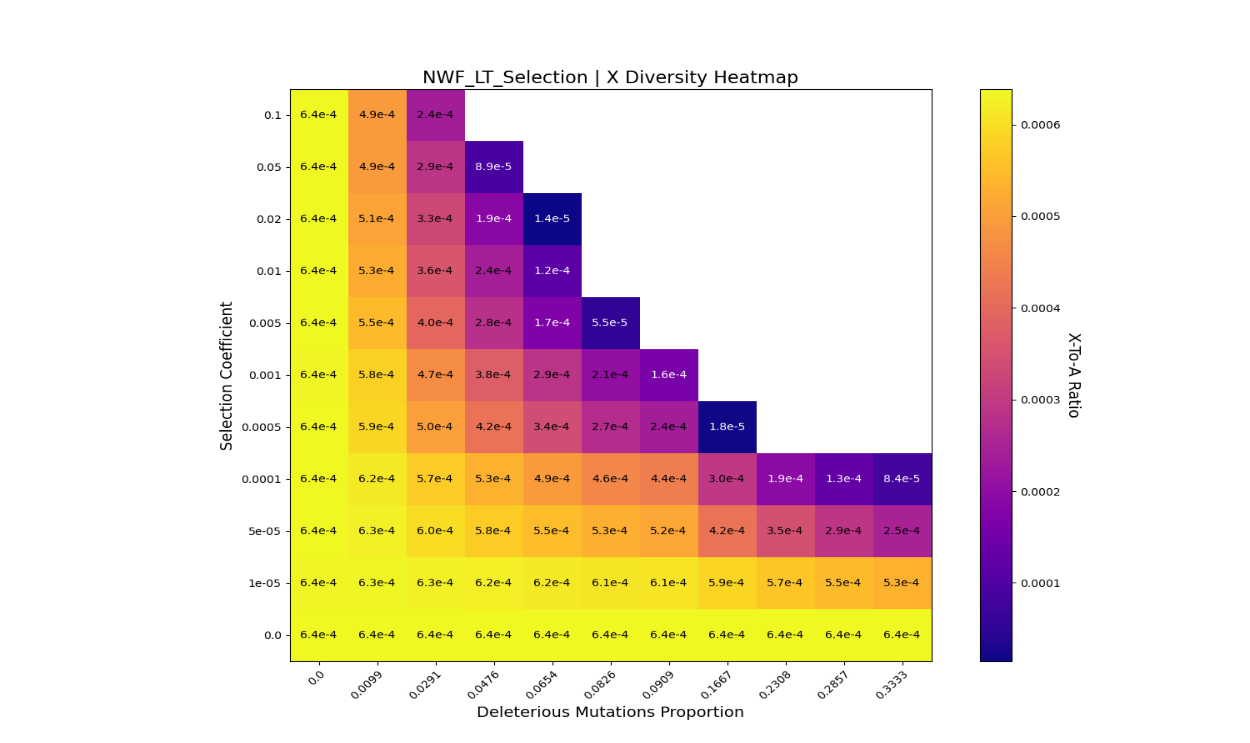 NWF_LT_Selection | X Diversity Heatmap
0.1 6.4e-4 4.9e-4 2.4e-4
0.05 6.4e-4 4.9e-4 2.9e-4 8.9e-5
0.02 6.4e-4 5.1e-4 3.3e-4 1.9e-4 1.4e-5
0.01 6.4e-4 5.3e-4 3.6e-4 2.4e-4 1.2e-4
0.005 6.4e-4 5.5e-4 4.0e-4 2.8e-4 1.7e-4 5.5e-5
0.001 6.4e-4 5.8e-4 4.7e-4 3.8e-4 2.9e-4 2.1e-4 1.6e-4
0.0005 6.4e-4 5.9e-4 5.0e-4 4.2e-4 3.4e-4 2.7e-4 2.4e-4 1.8e-5
0.0001 6.4e-4 6.2e-4 5.7e-4 5.3e-4 4.9e-4 4.6e-4 4.4e-4 3.0e-4 1.9e-4 1.3e-4 8.4e-5
5e-05 6.4e-4 6.3e-4 6.0e-4 5.8e-4 5.5e-4 5.3e-4 5.2e-4 4.2e-4 3.5e-4 2.9e-4 2.5e-4
1e-05 6.4e-4 6.3e-4 6.3e-4 6.2e-4 6.2e-4 6.1e-4 6.1e-4 5.9e-4 5.7e-4 5.5e-4 5.3e-4
0.0 6.4e-4 6.4e-4 6.4e-4 6.4e-4 6.4e-4 6.4e-4 6.4e-4 6.4e-4 6.4e-4 6.4e-4 6.4e-4
0.0 0.0099 0.0291 0.0476 0.0654 0.0826 0.0909 0.1667 0.2308 0.2857 0.3333
Deleterious Mutations Proportion
Selection Coefficient
0.0006
0.0005
0.0004
0.0003
0.0002
0.0001
X-To-A Ratio